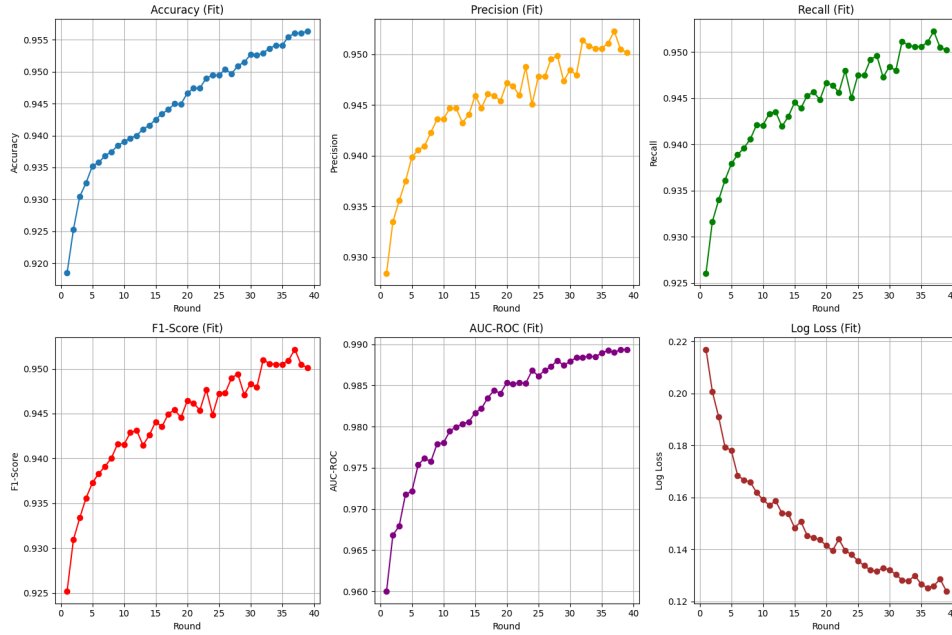 Accuracy (Fit)
Accuracy
0.955
0.950
0.945
0.940
0.935
0.930
0.925
0.920
0 5 10 15 20 25 30 35 40
Round
Precision (Fit)
Precision
0.950
0.945
0.940
0.935
0.930
0 5 10 15 20 25 30 35 40
Round
Recall (Fit)
Recall
0.950
0.945
0.940
0.935
0.930
0.925
0 5 10 15 20 25 30 35 40
Round
F1-Score (Fit)
F1-Score
0.950
0.945
0.940
0.935
0.930
0.925
0 5 10 15 20 25 30 35 40
Round
AUC-ROC (Fit)
AUC-ROC
0.990
0.985
0.980
0.975
0.970
0.965
0.960
0 5 10 15 20 25 30 35 40
Round
Log Loss (Fit)
Log Loss
0.22
0.20
0.18
0.16
0.14
0.12
0 5 10 15 20 25 30 35 40
Round